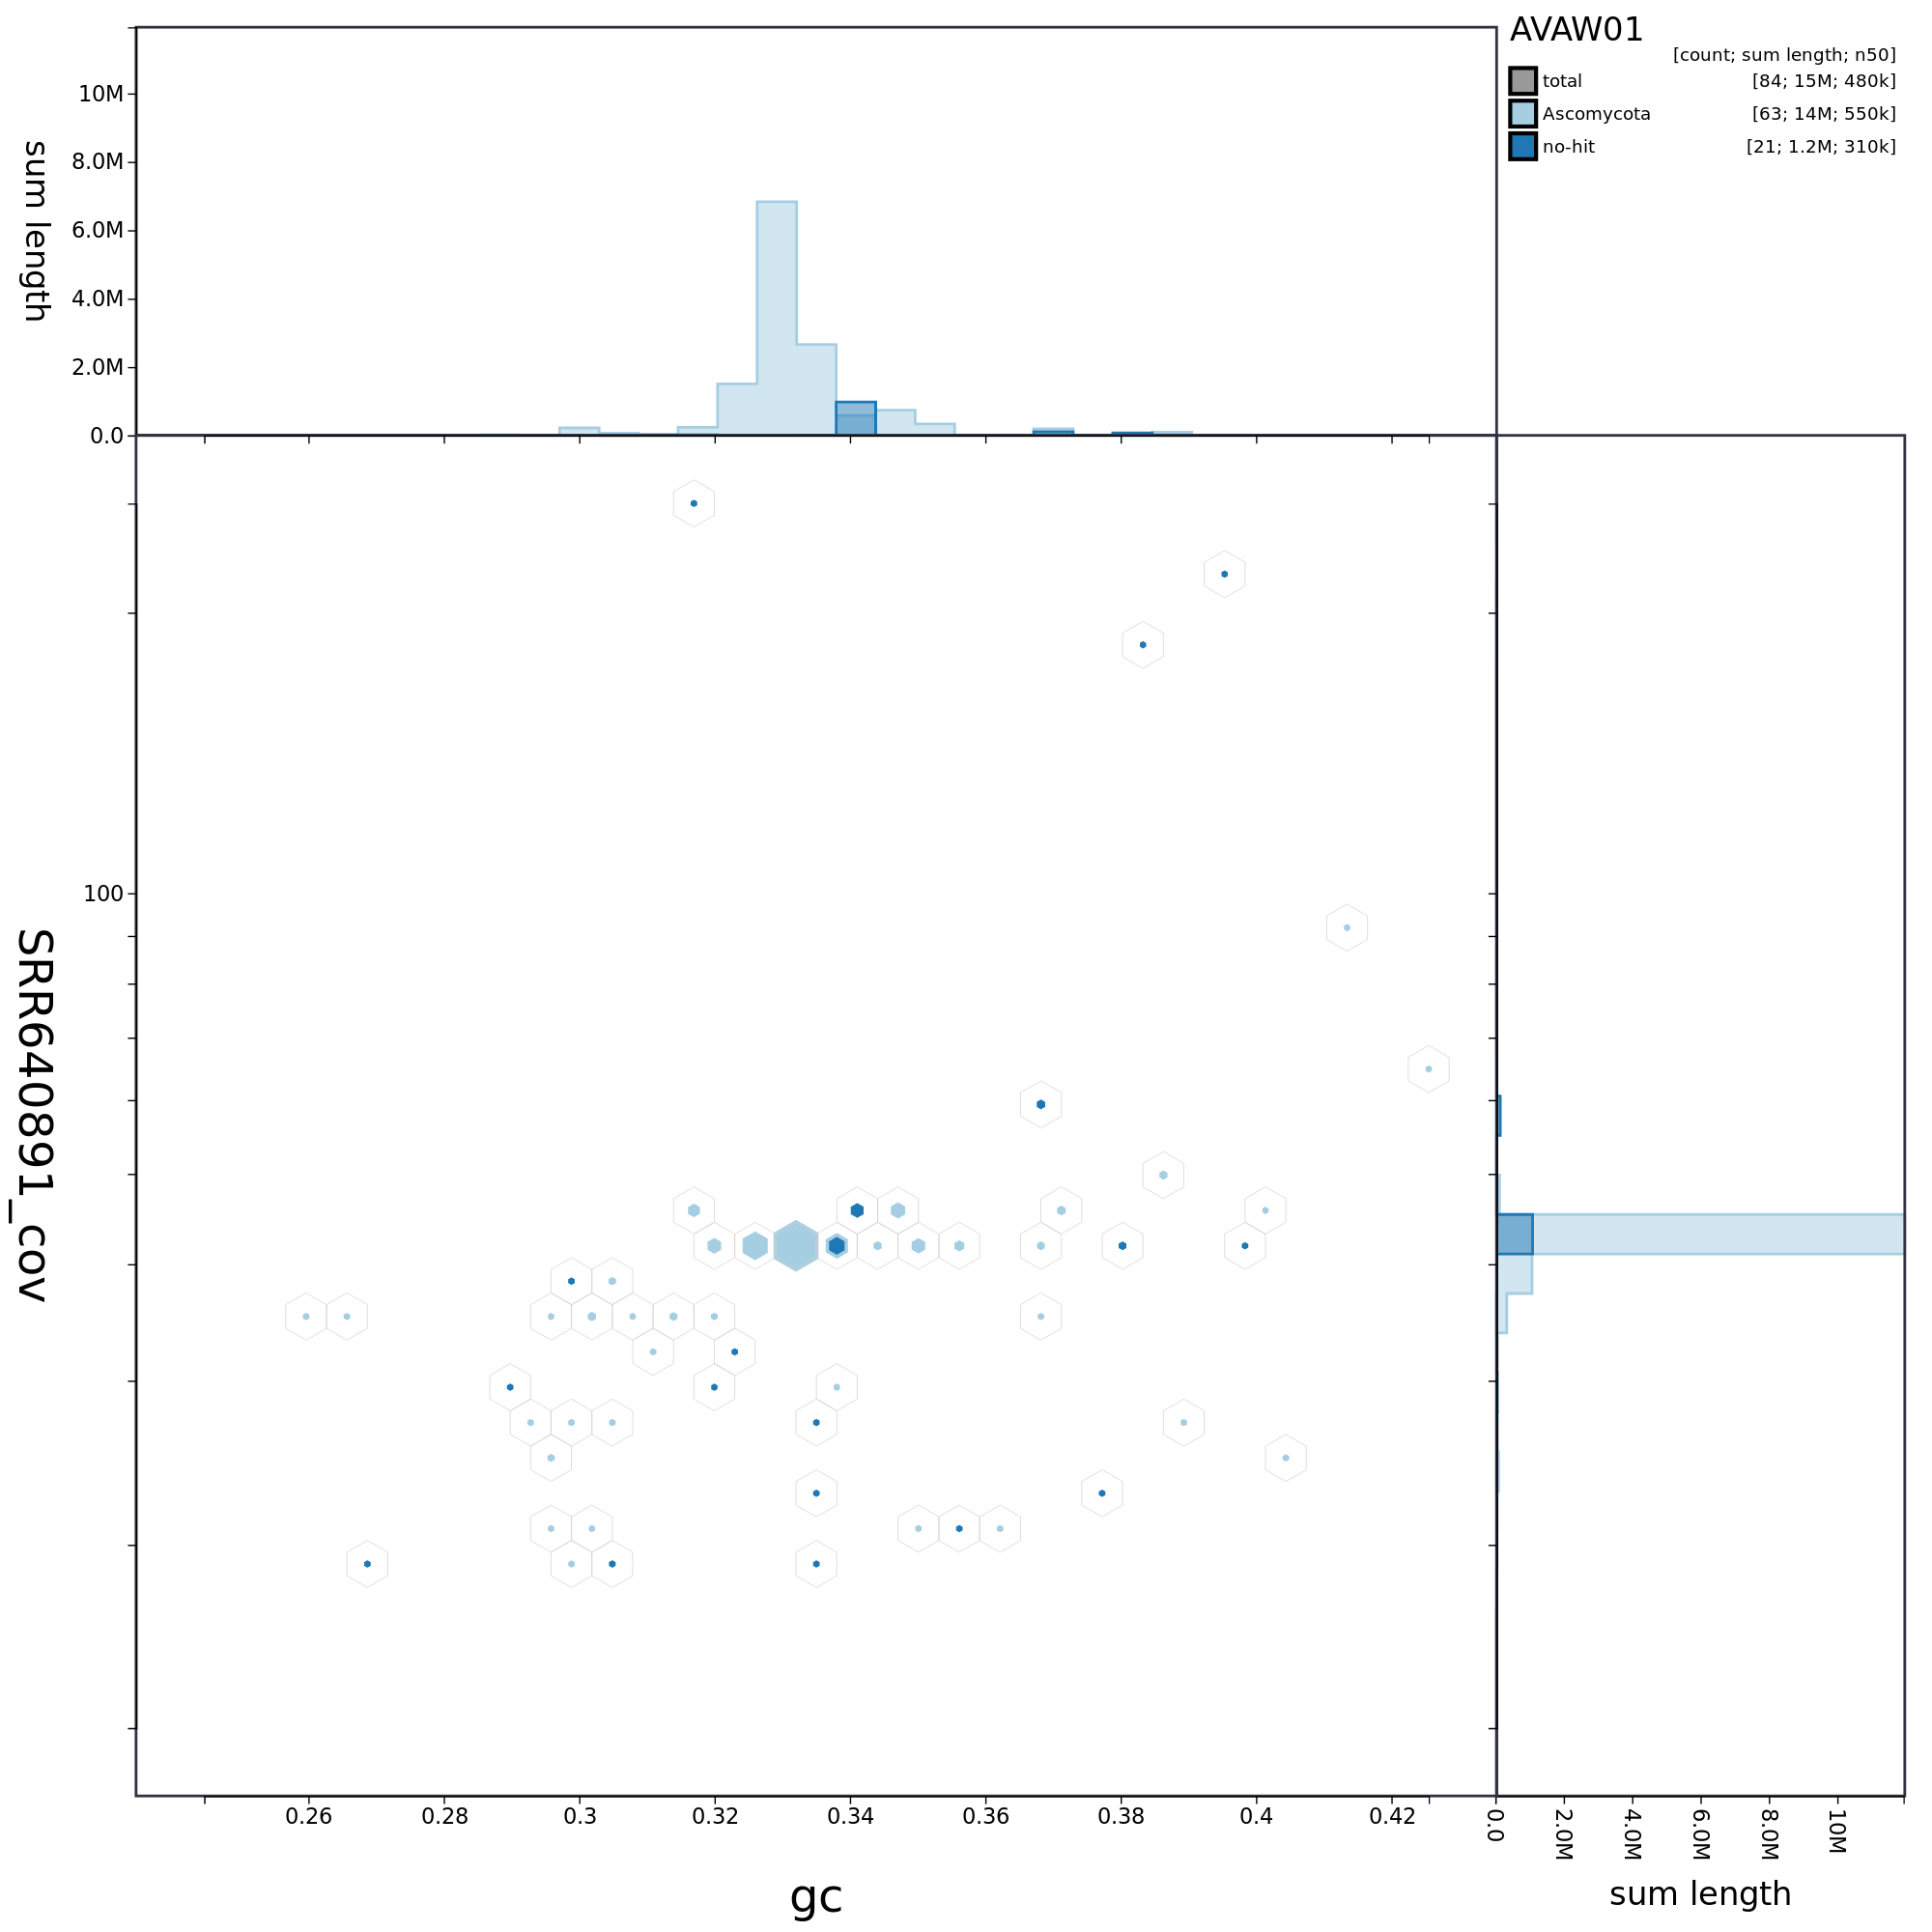 AVAW01
[count; sum length; n50]
total [84; 15M; 480k]
Ascomycota [63; 14M; 550k]
no-hit [21; 1.2M; 310k]
sum length
10M
8.0M
6.0M
4.0M
2.0M
0.0
SRR640891_cov
100
0.26 0.28 0.3 0.32 0.34 0.36 0.38 0.4 0.42
gc
0.0 2.0M 4.0M 6.0M 8.0M 10M
sum length